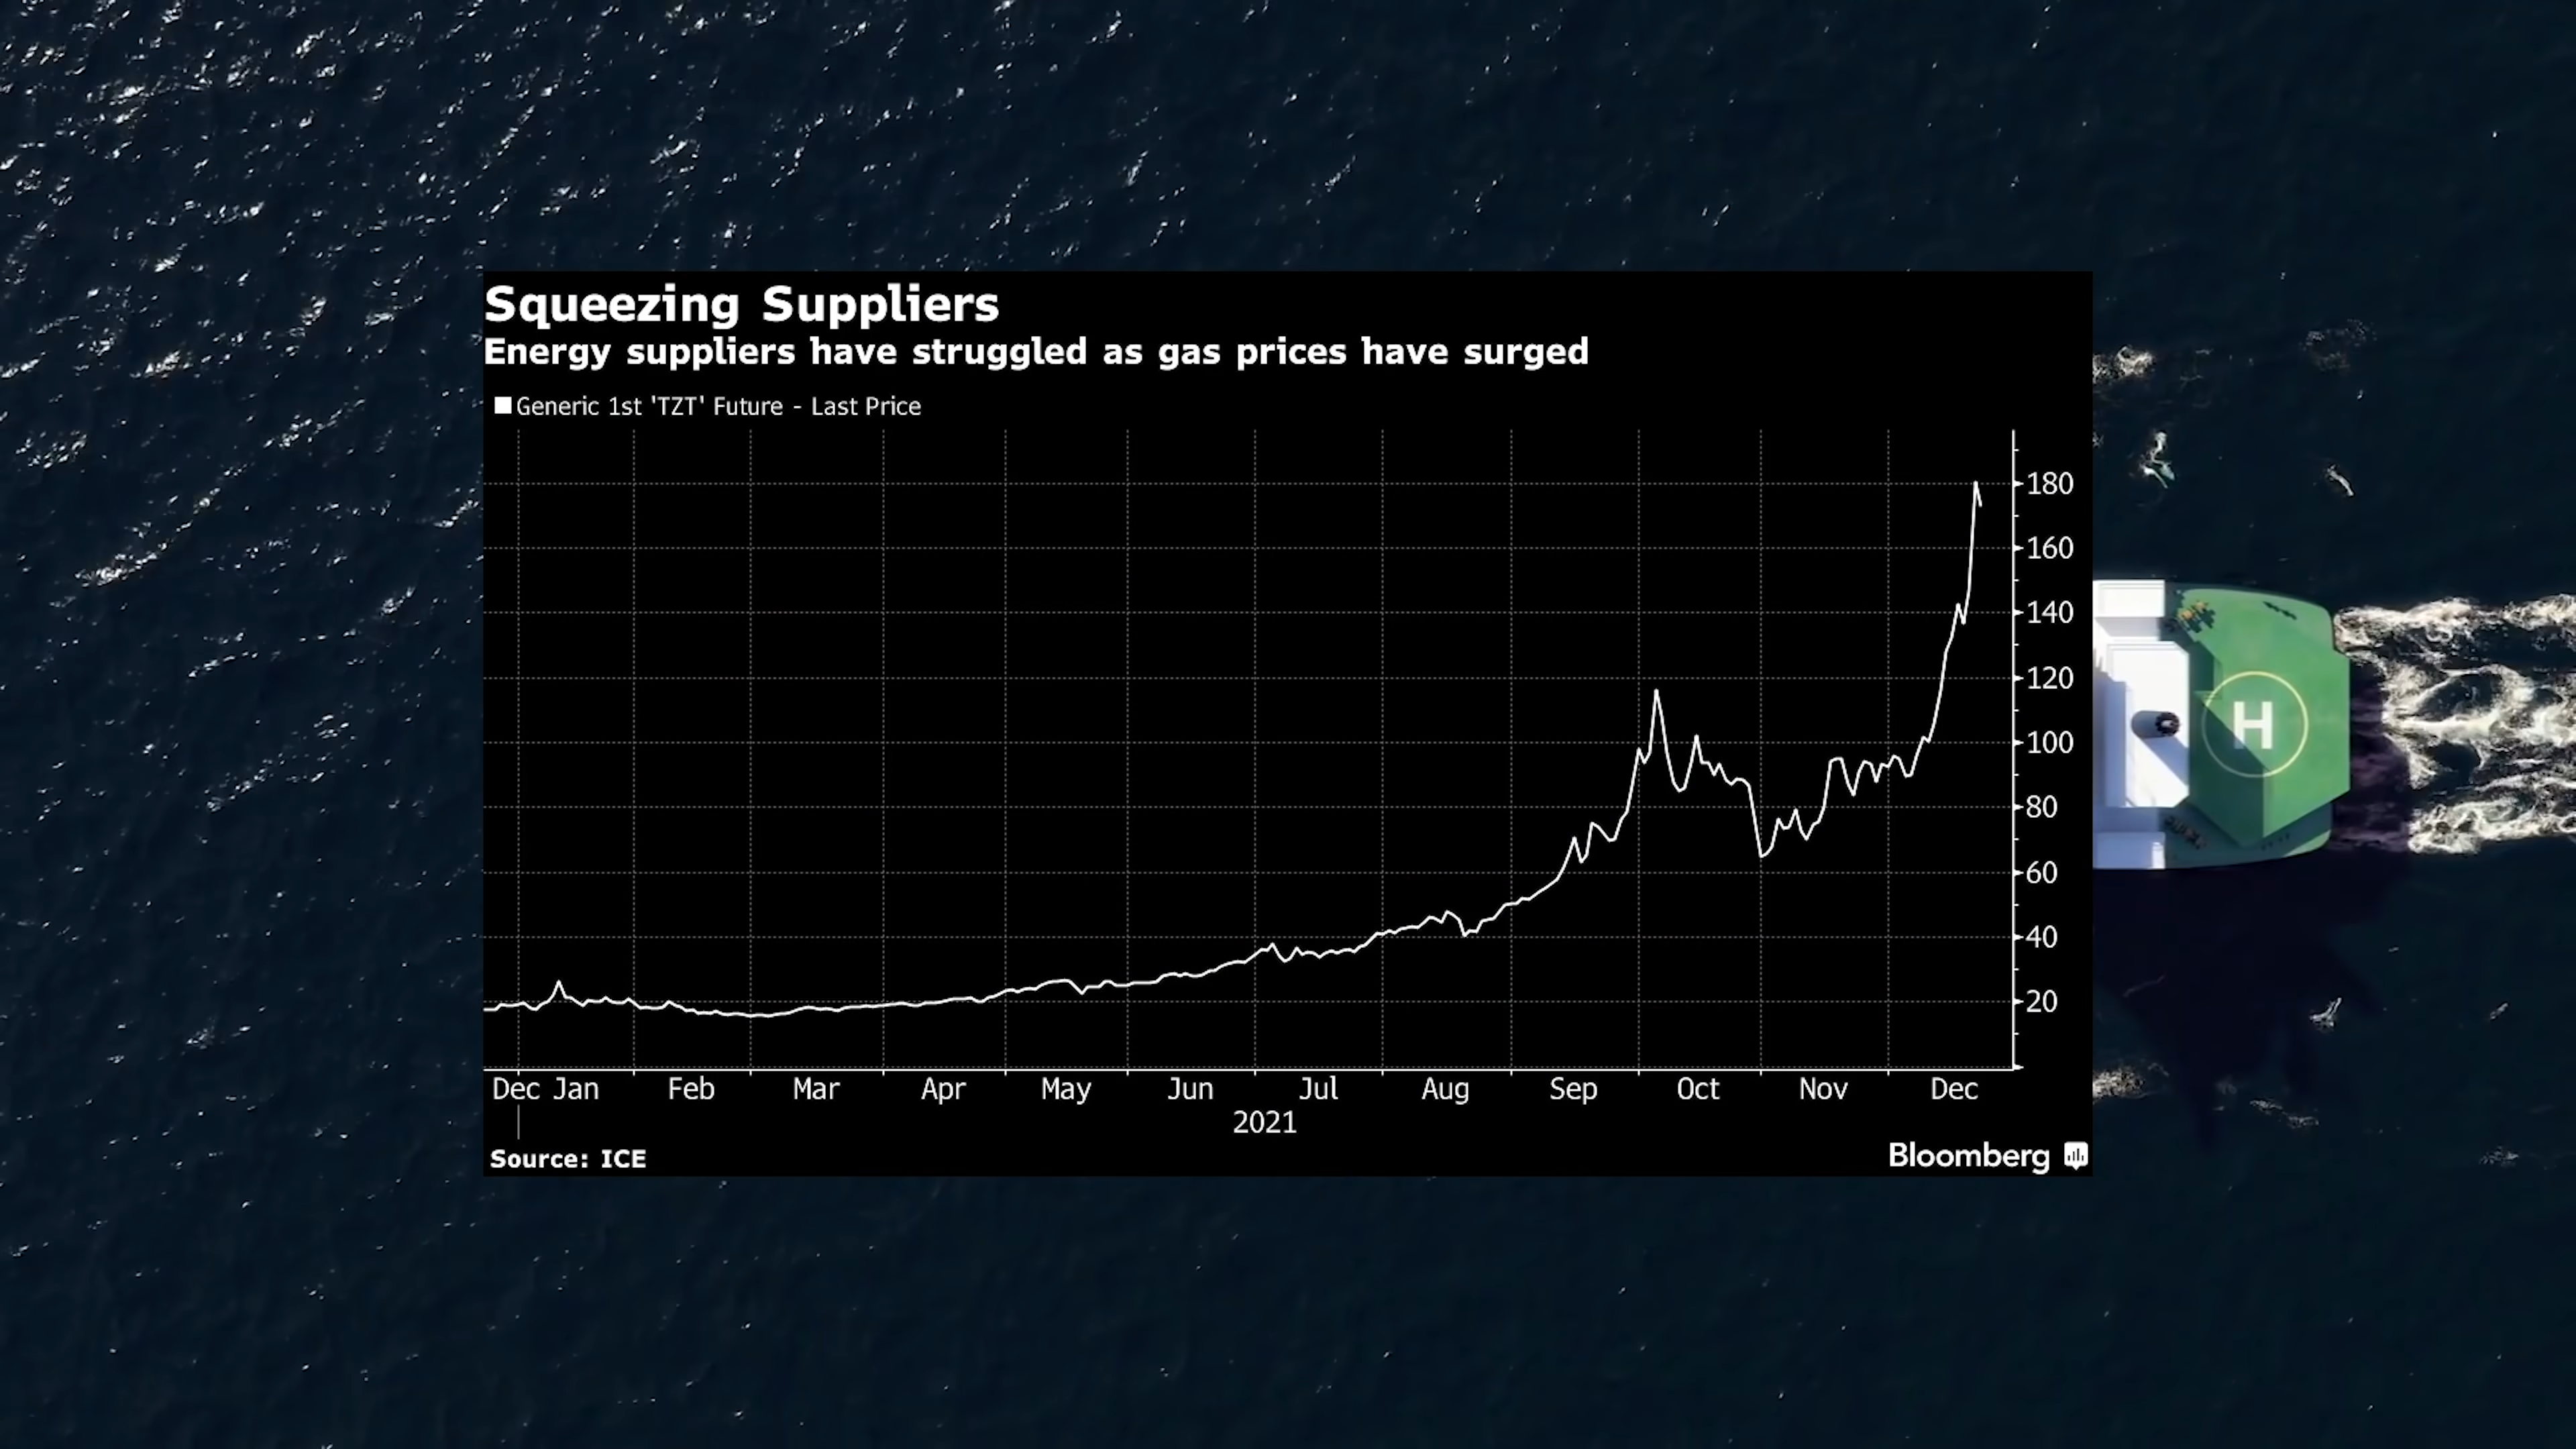 Squeezing Suppliers
Energy suppliers have struggled as gas prices have surged
Generic 1st 'TZT' Future - Last Price
180
160
140
120
100
80
60
40
20
Dec Jan Feb Mar Apr May Jun Jul Aug Sep Oct Nov Dec
2021
Source: ICE
Bloomberg
H